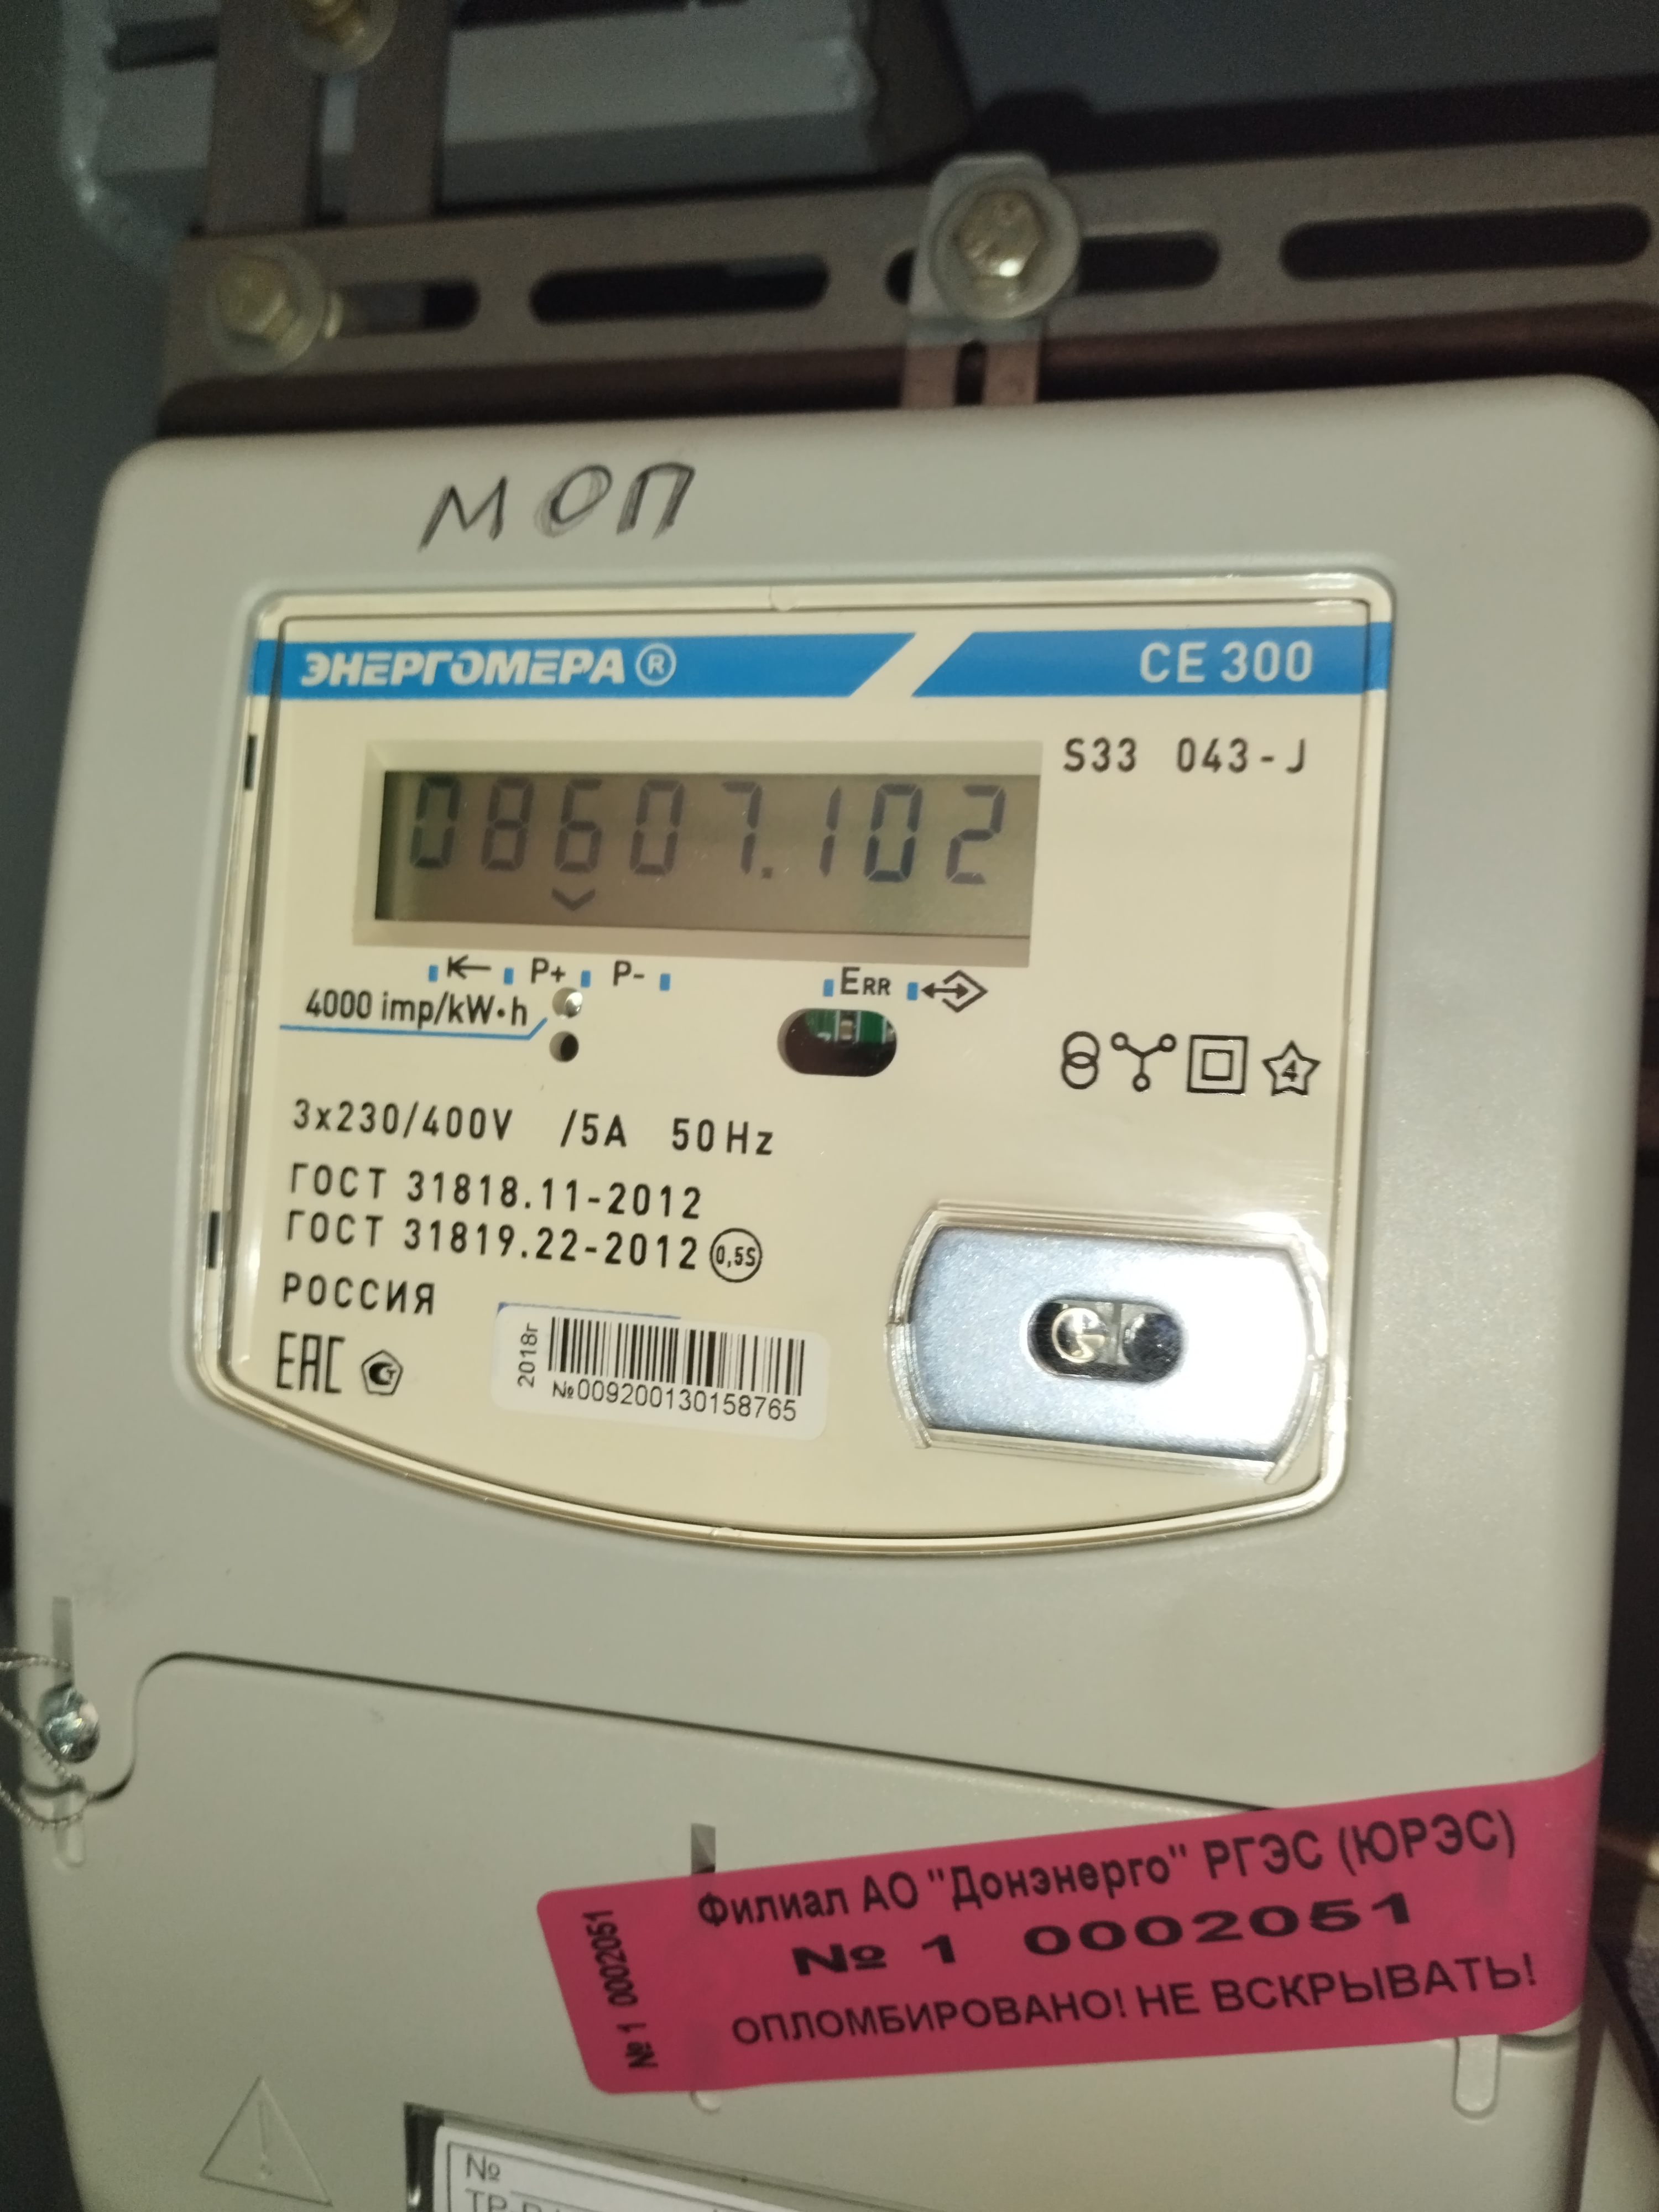 МОП
ЭНЕРГОМЕРА®
CE 300
S33 043-J
08607.102
P+ P- ERR
4000 imp/kW•h
4
3x230/400V /5A 50Hz
ГОСТ 31818.11-2012
ГОСТ 31819.22-2012 0,5S
РОССИЯ
ЕАС
2018г
№009200130158765
Филиал АО "Донэнерго" РГЭС (ЮРЭС)
№ 1 0002051
ОПЛОМБИРОВАНО! НЕ ВСКРЫВАТЬ!
№ 1 0002051
№